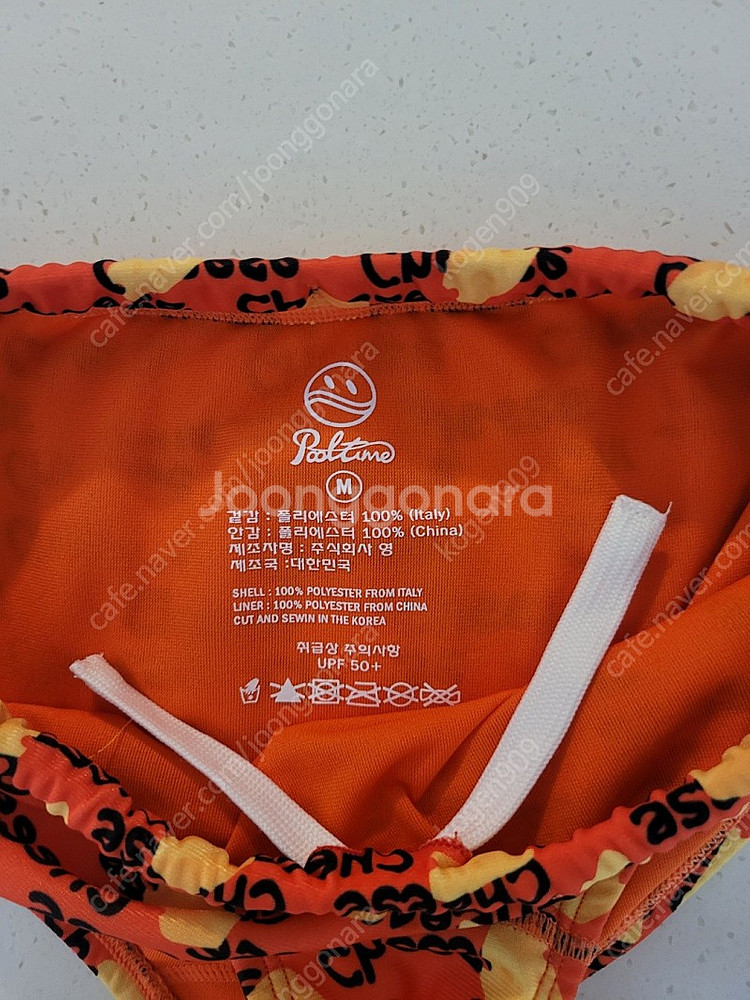 Pooltime
M
Joonggonara
겉감 : 폴리에스터 100% (Italy)
안감 : 폴리에스터 100% (China)
제조자명 : 주식회사 영
제조국 :대한민국
SHELL : 100% POLYESTER FROM ITALY
LINER : 100% POLYESTER FROM CHINA
CUT AND SEWIN IN THE KOREA
취급상 주의사항
UPF 50+
cheese
cafe.naver.com/joonggonara
kogen909